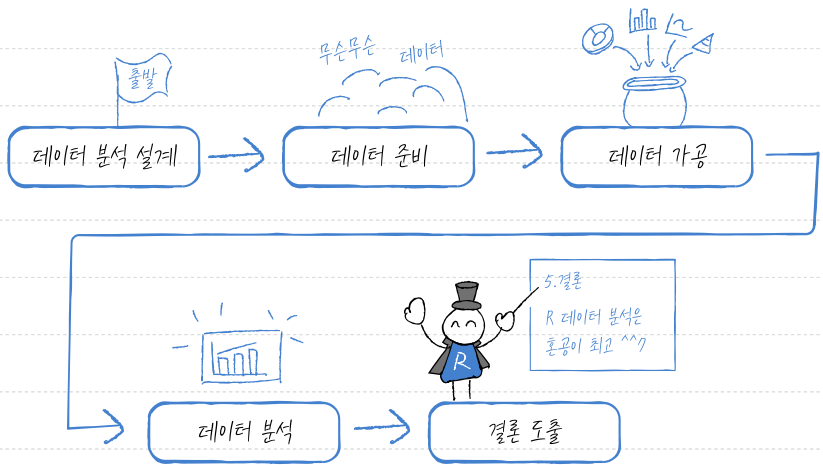 출발
무슨무슨 데이터
데이터 분석 설계
데이터 준비
데이터 가공
5.결론
R 데이터 분석은
혼공이 최고 ^^7
R
데이터 분석
결론 도출